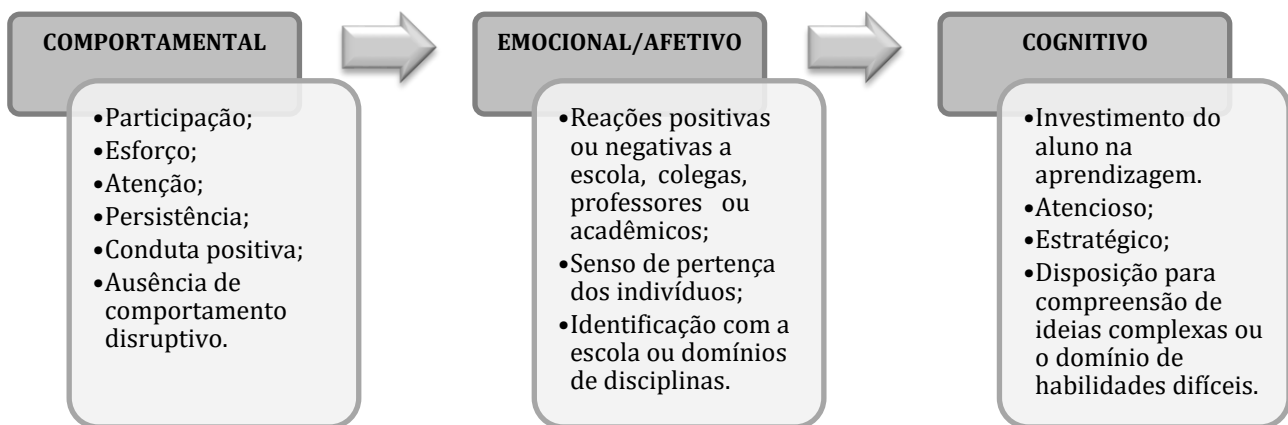 COMPORTAMENTAL
•Participação;
•Esforço;
•Atenção;
•Persistência;
•Conduta positiva;
•Ausência de
comportamento
disruptivo.
EMOCIONAL/AFETIVO
•Reações positivas
ou negativas a
escola, colegas,
professores ou
acadêmicos;
•Senso de pertença
dos indivíduos;
•Identificação com a
escola ou domínios
de disciplinas.
COGNITIVO
•Investimento do
aluno na
aprendizagem.
•Atencioso;
•Estratégico;
•Disposição para
compreensão de
ideias complexas ou
o domínio de
habilidades difíceis.